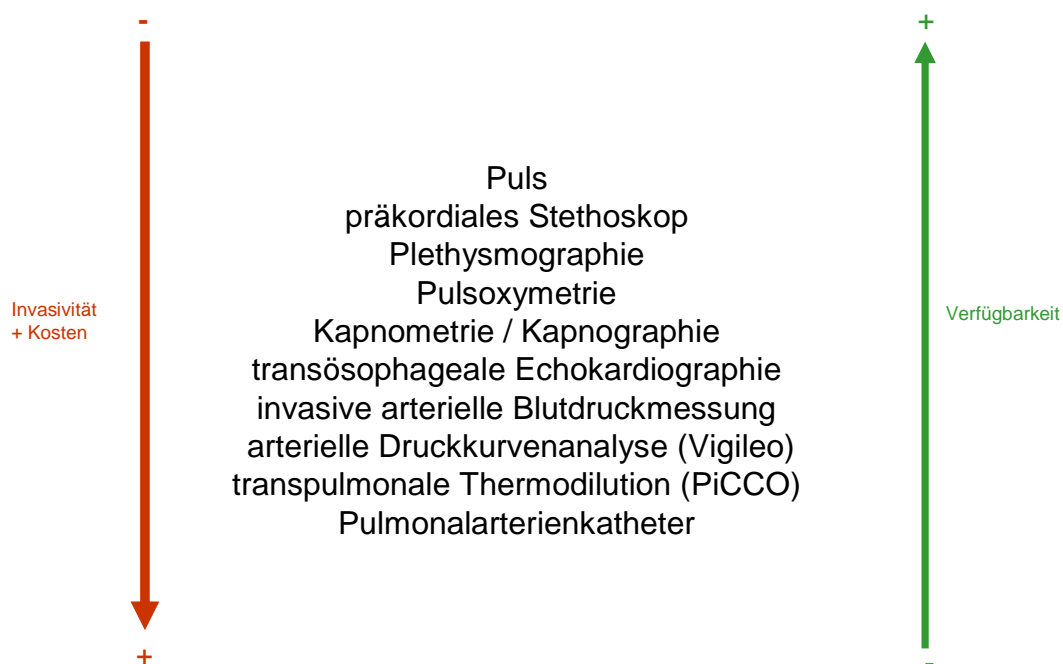 -
+
Puls
präkordiales Stethoskop
Plethysmographie
Pulsoxymetrie
Invasivität
+ Kosten
Verfügbarkeit
Kapnometrie / Kapnographie
transösophageale Echokardiographie
invasive arterielle Blutdruckmessung
arterielle Druckkurvenanalyse (Vigileo)
transpulmonale Thermodilution (PiCCO)
Pulmonalarterienkatheter
+
-